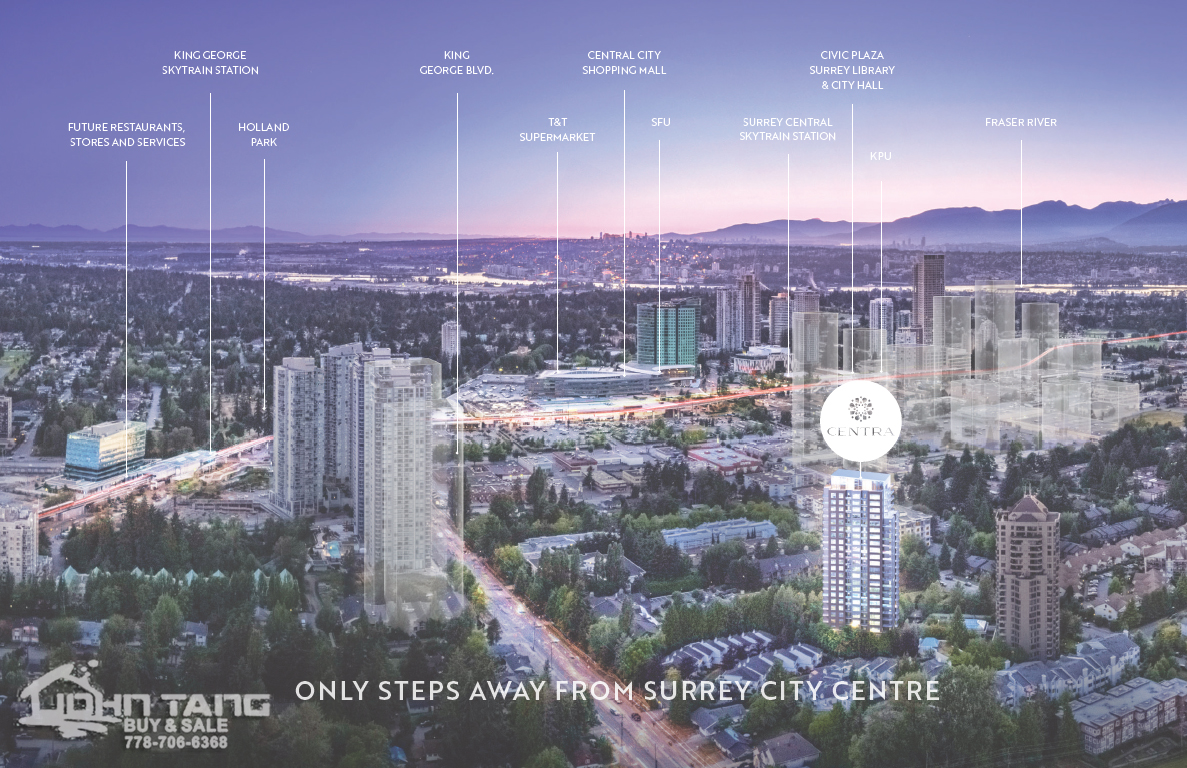 KING GEORGE
SKYTRAIN STATION
KING
GEORGE BLVD.
CENTRAL CITY
SHOPPING MALL
CIVIC PLAZA
SURREY LIBRARY
& CITY HALL
FUTURE RESTAURANTS,
STORES AND SERVICES
HOLLAND
PARK
T&T
SUPERMARKET
SFU
SURREY CENTRAL
SKYTRAIN STATION
KPU
FRASER RIVER
CENTRA
ONLY STEPS AWAY FROM SURREY CITY CENTRE
JOHN TANG
BUY & SALE
778-706-6368